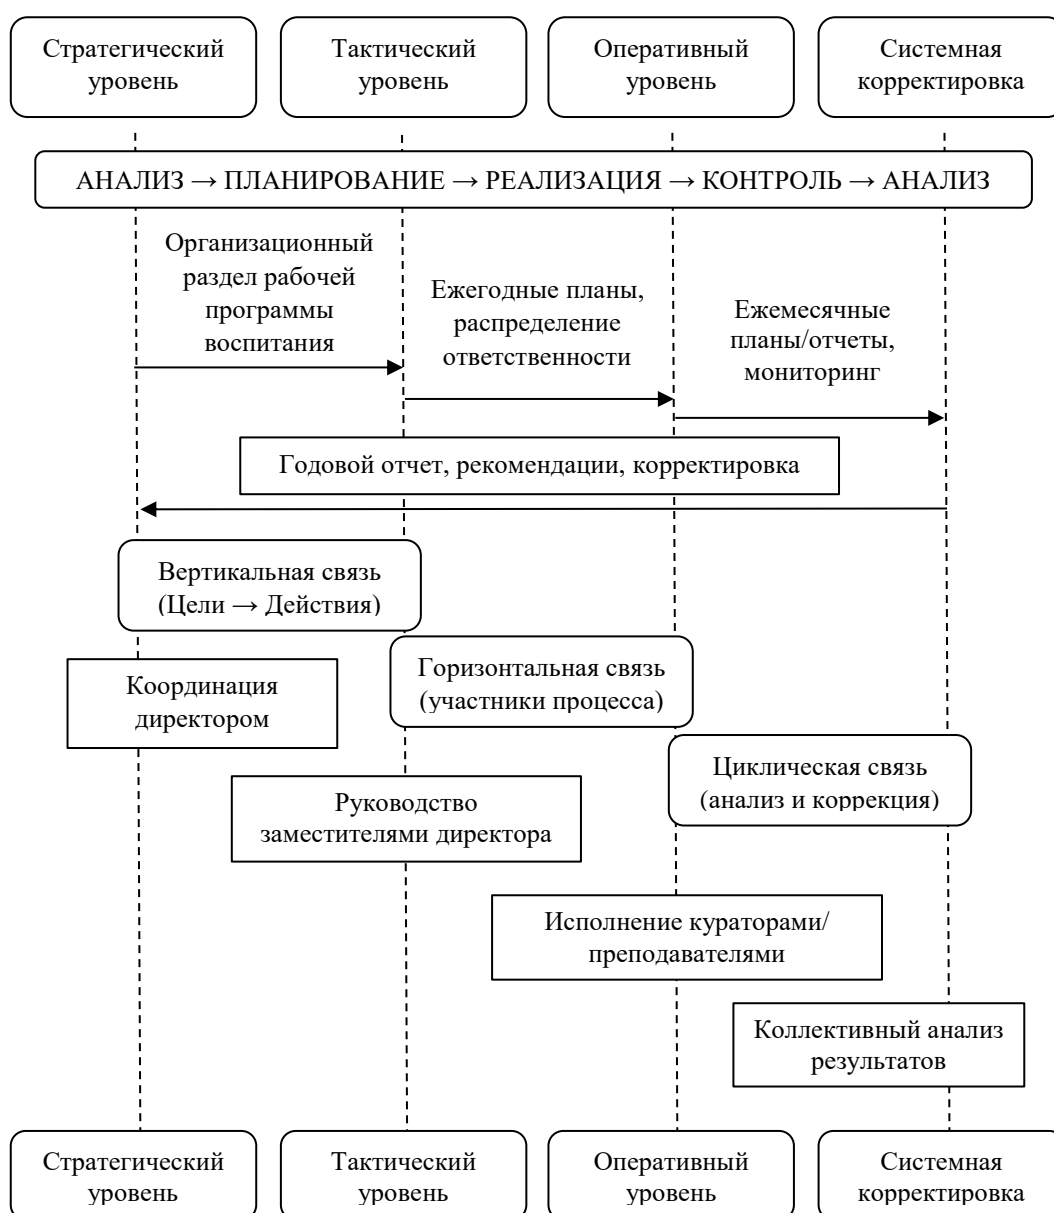 Стратегический
уровень
Тактический
уровень
Оперативный
уровень
Системная
корректировка
АНАЛИЗ → ПЛАНИРОВАНИЕ → РЕАЛИЗАЦИЯ → КОНТРОЛЬ → АНАЛИЗ
Организационный
раздел рабочей
программы
воспитания
Ежегодные планы,
распределение
ответственности
Ежемесячные
планы/отчеты,
мониторинг
Годовой отчет, рекомендации, корректировка
Вертикальная связь
(Цели → Действия)
Горизонтальная связь
(участники процесса)
Координация
директором
Циклическая связь
(анализ и коррекция)
Руководство
заместителями директора
Исполнение кураторами/
преподавателями
Коллективный анализ
результатов
Стратегический
уровень
Тактический
уровень
Оперативный
уровень
Системная
корректировка